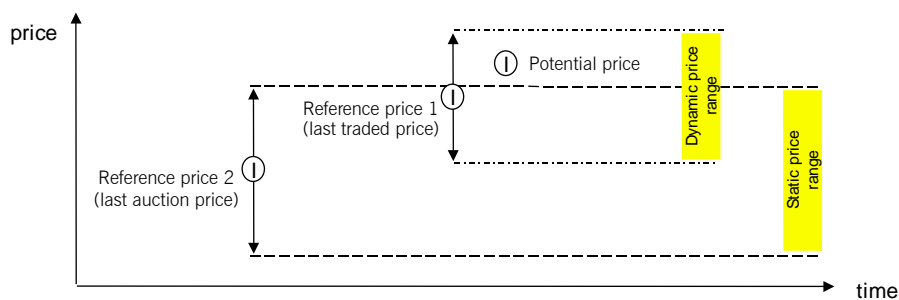 price
Potential price
Reference price 1
(last traded price)
Dynamic price
range
Reference price 2
(last auction price)
Static price
range
time